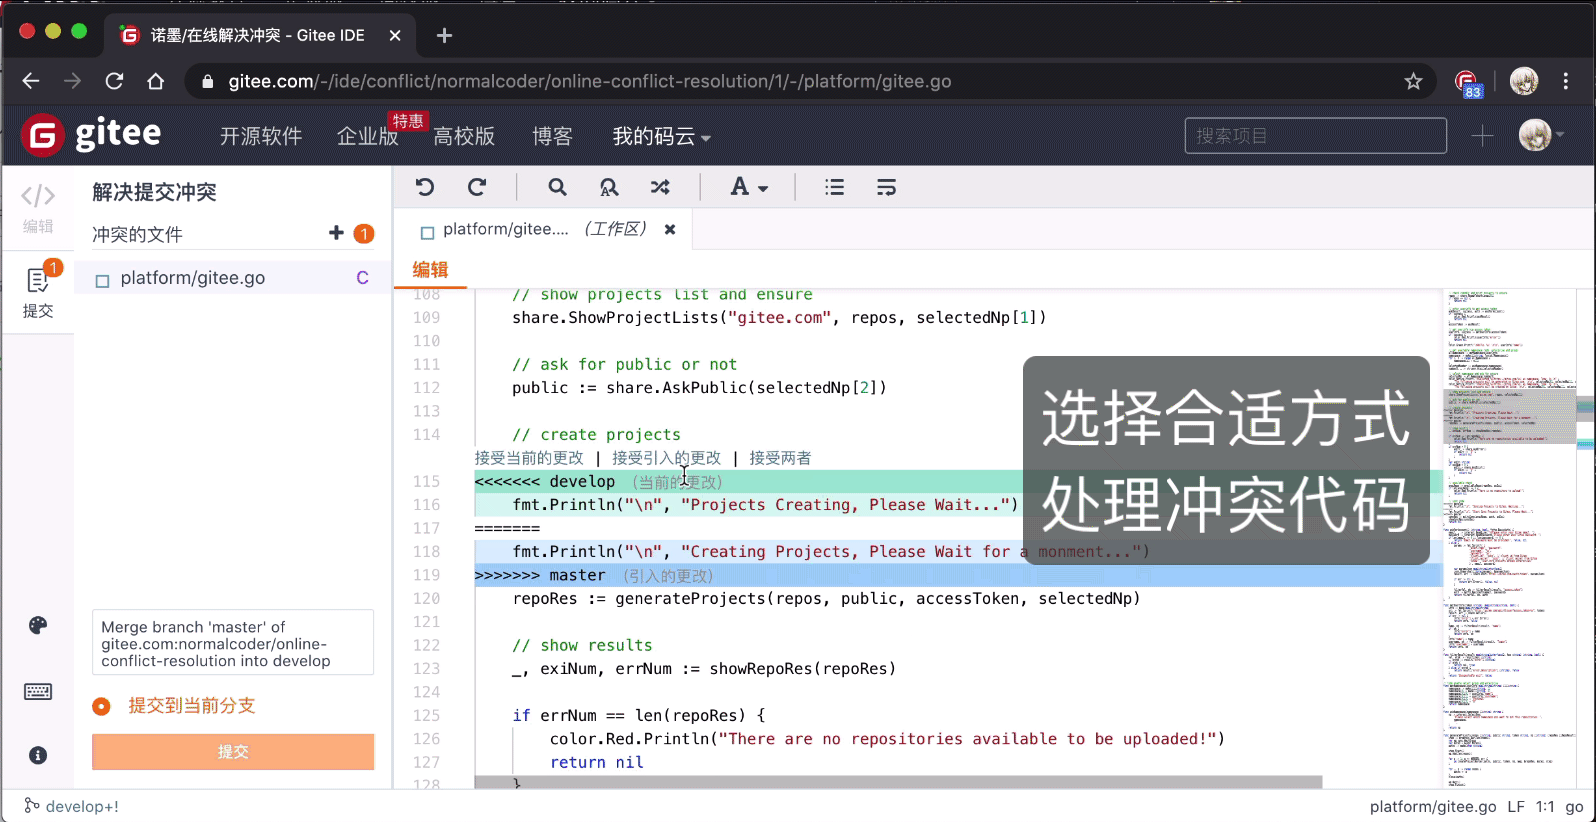 诺墨/在线解决冲突 - Gitee IDE
gitee.com/-/ide/conflict/normalcoder/online-conflict-resolution/1/-/platform/gitee.go
83
gitee
开源软件
企业版
特惠
高校版
博客
我的码云
搜索项目
编辑
1
提交
解决提交冲突
冲突的文件
1
platform/gitee.go
C
Merge branch 'master' of
gitee.com:normalcoder/online-
conflict-resolution into develop
提交到当前分支
提交
platform/gitee.... (工作区)
编辑
108 // show projects list and ensure
109 share.ShowProjectLists("gitee.com", repos, selectedNp[1])
110
111 // ask for public or not
112 public := share.AskPublic(selectedNp[2])
113
114 // create projects
接受当前的更改 | 接受引入的更改 | 接受两者
115 <<<<<<< develop (当前的更改)
116 fmt.Println("\n", "Projects Creating, Please Wait...")
117 =======
118 fmt.Println("\n", "Creating Projects, Please Wait for a monment...")
119 >>>>>>> master (引入的更改)
120 repoRes := generateProjects(repos, public, accessToken, selectedNp)
121
122 // show results
123 _, exiNum, errNum := showRepoRes(repoRes)
124
125 if errNum == len(repoRes) {
126 color.Red.Println("There are no repositories available to be uploaded!")
127 return nil
128 }
选择合适方式
处理冲突代码
develop+!
platform/gitee.go LF 1:1 go